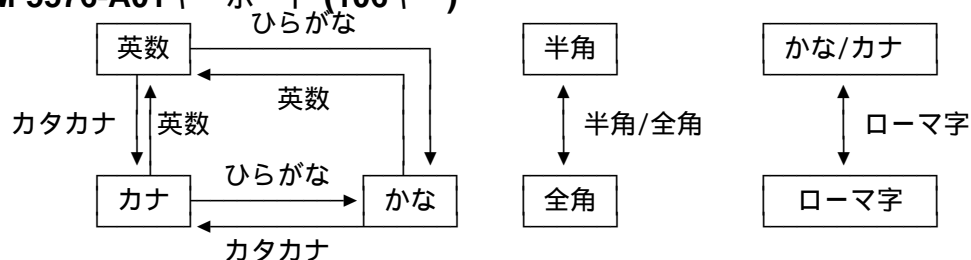 ひらがな
英数 半角 かな/カナ
英数
カタカナ 英数 半角/全角 ローマ字
ひらがな
カナ かな 全角 ローマ字
カタカナ